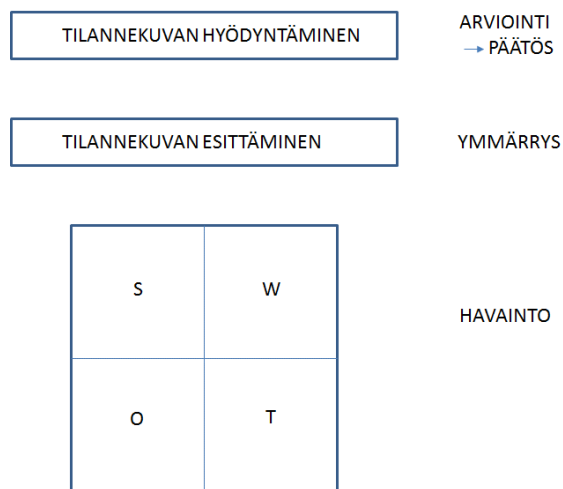 TILANNEKUVAN HYÖDYNTÄMINEN
ARVIOINTI
→ PÄÄTÖS
TILANNEKUVAN ESITTÄMINEN
YMMÄRRYS
S
W
HAVAINTO
O
T